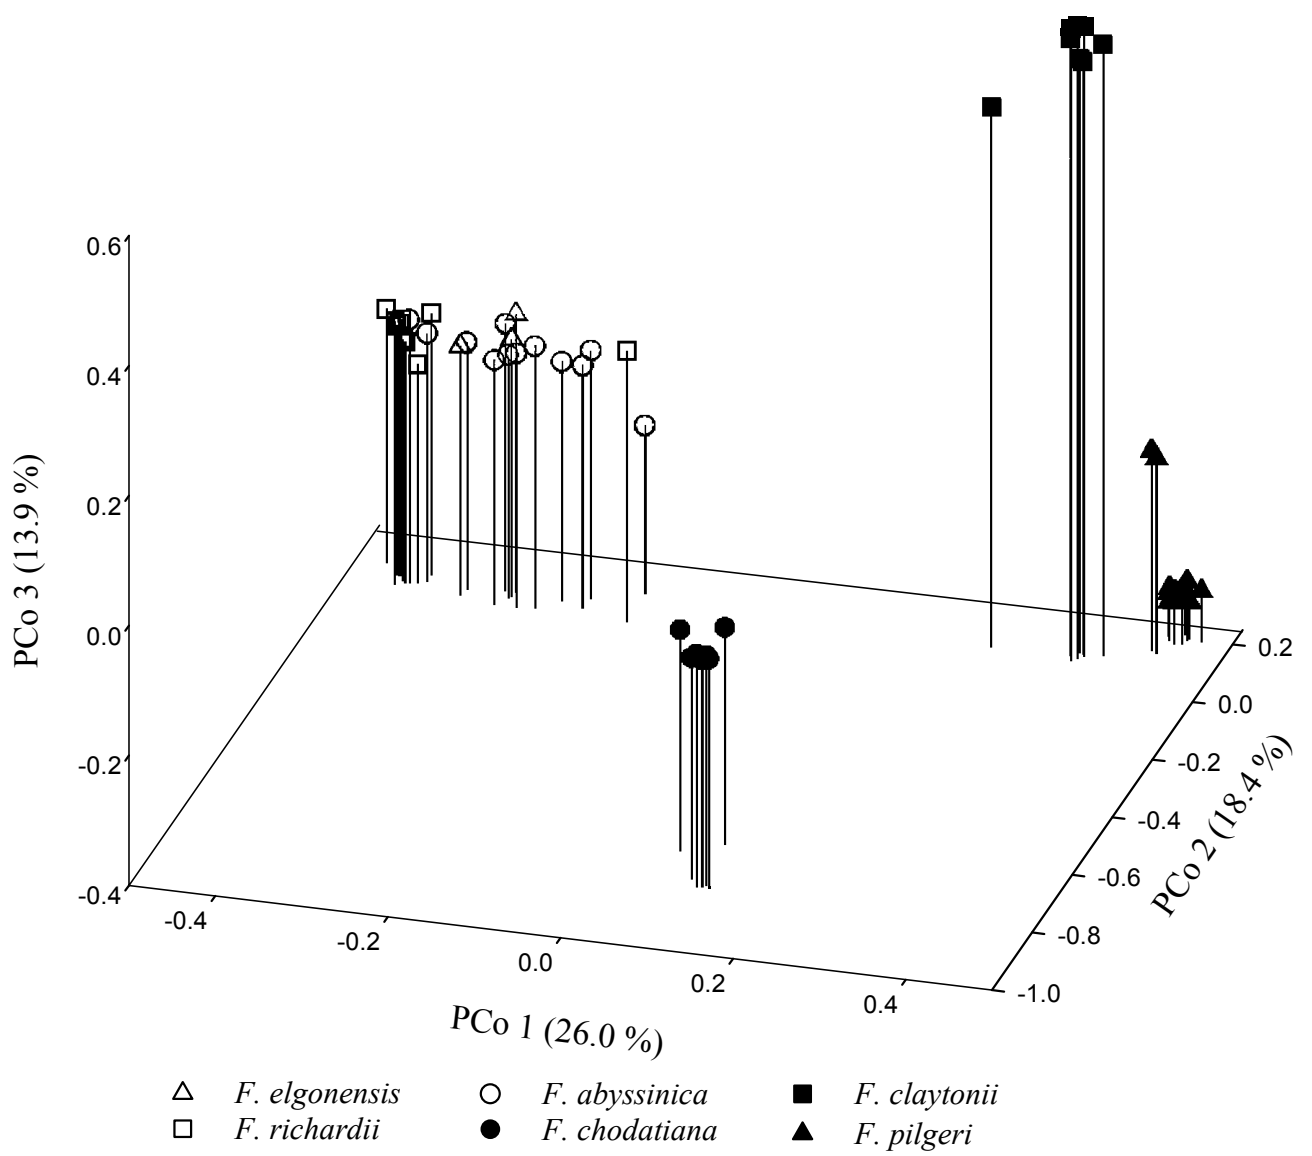 0.6
0.4
0.2
0.0
-0.2
-0.4
PCo 3 (13.9 %)
-0.4
-0.2
0.0
0.2
0.4
PCo 1 (26.0 %)
0.2
0.0
-0.2
-0.4
-0.6
-0.8
-1.0
PCo 2 (18.4 %)
F. elgonensis
F. abyssinica
F. claytonii
F. richardii
F. chodatiana
F. pilgeri